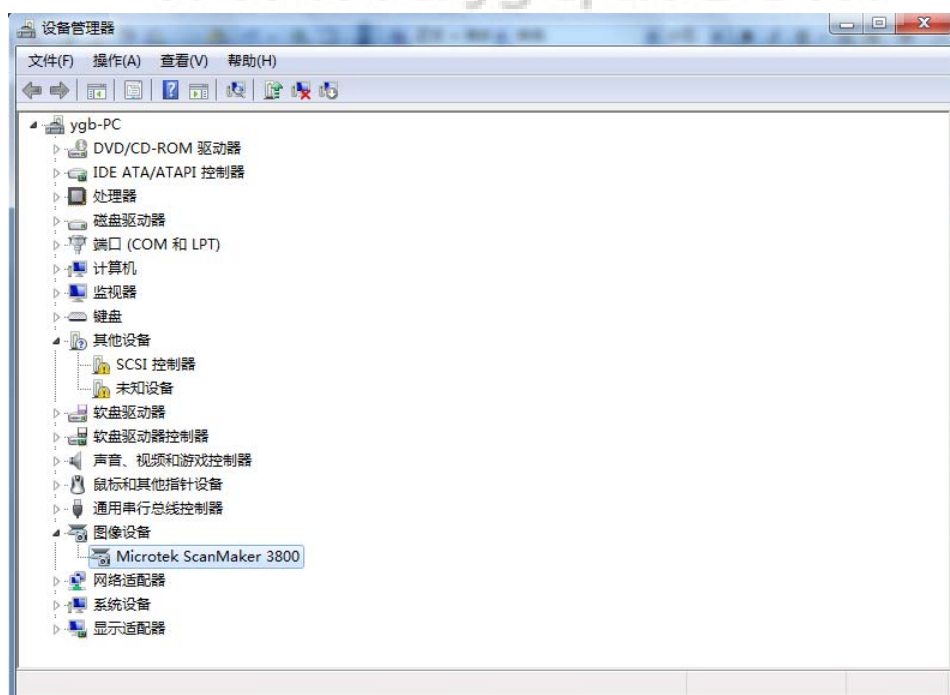 设备管理器
文件(F) 操作(A) 查看(V) 帮助(H)
ygb-PC
DVD/CD-ROM 驱动器
IDE ATA/ATAPI 控制器
处理器
磁盘驱动器
端口 (COM 和 LPT)
计算机
监视器
键盘
其他设备
SCSI 控制器
未知设备
软盘驱动器
软盘驱动器控制器
声音、视频和游戏控制器
鼠标和其他指针设备
通用串行总线控制器
图像设备
Microtek ScanMaker 3800
网络适配器
系统设备
显示适配器